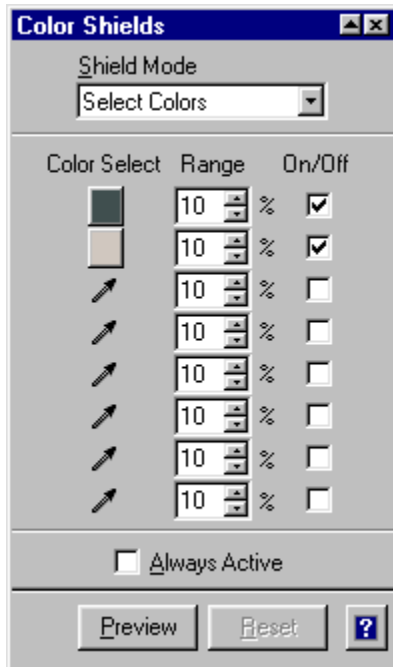 Color Shields
Shield Mode
Select Colors
Color Select Range On/Off
10 %
10 %
10 %
10 %
10 %
10 %
10 %
10 %
Always Active
Preview Reset ?